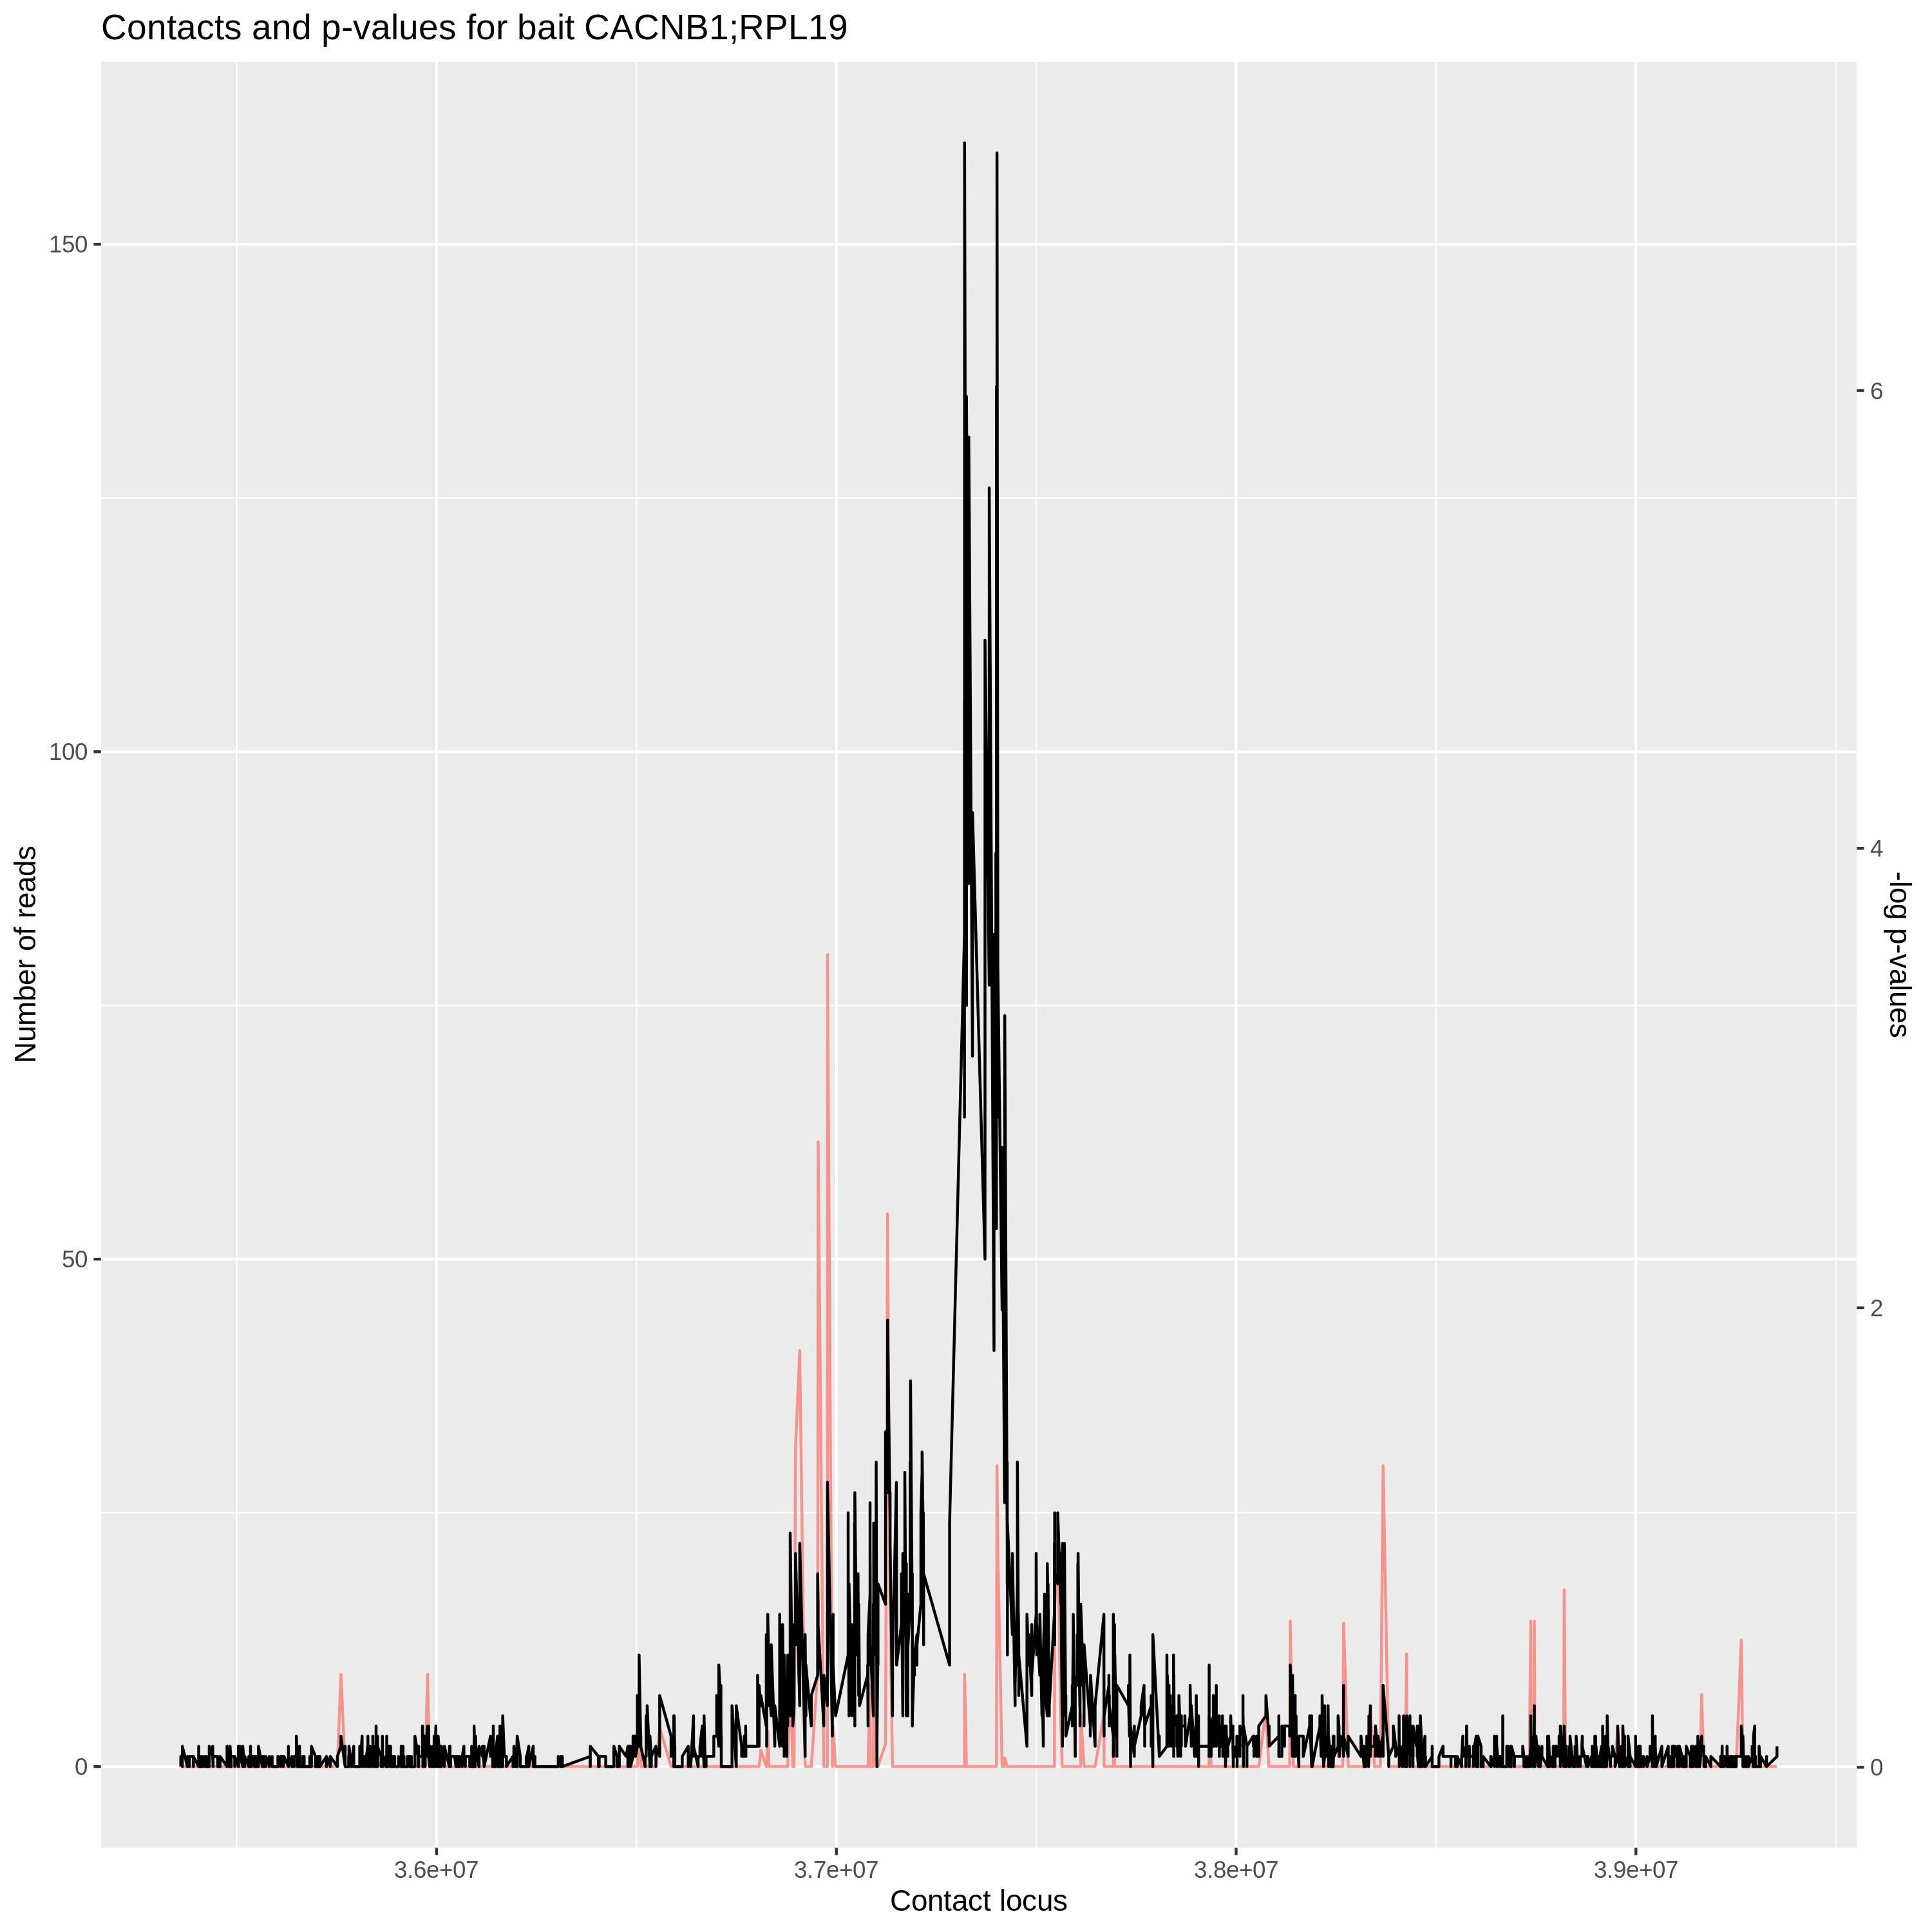 Contacts and p-values for bait CACNB1;RPL19
150
100
50
0
Number of reads
6
4
2
0
-log p-values
3.6e+07
3.7e+07
3.8e+07
3.9e+07
Contact locus